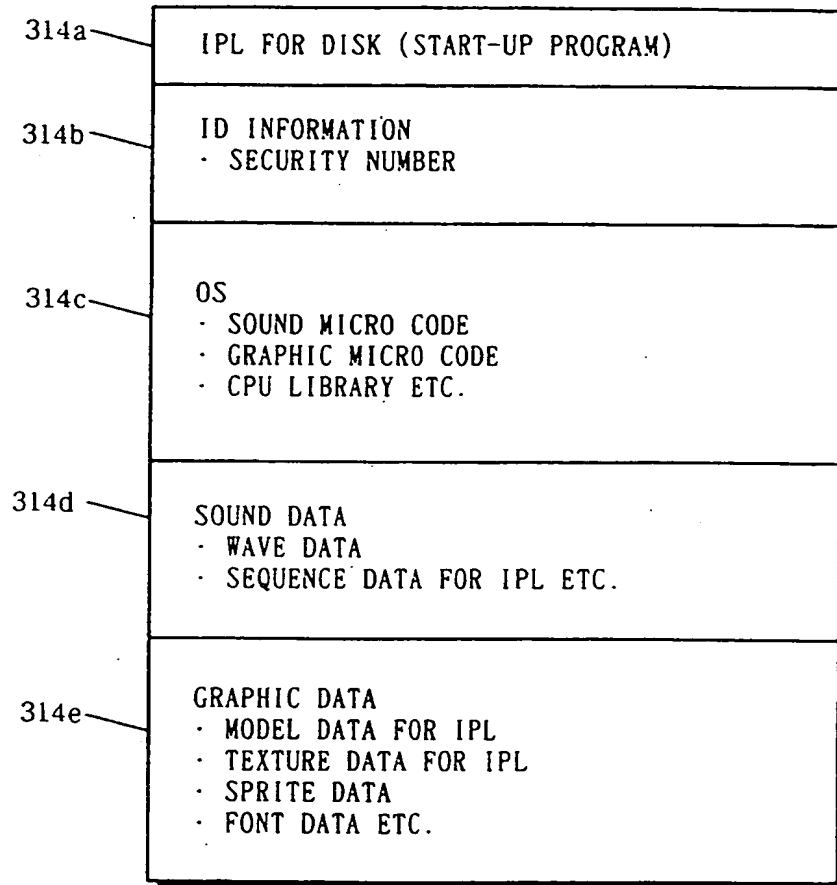 314a
IPL FOR DISK (START-UP PROGRAM)
314b
ID INFORMATION
· SECURITY NUMBER
314c
OS
· SOUND MICRO CODE
· GRAPHIC MICRO CODE
· CPU LIBRARY ETC.
314d
SOUND DATA
· WAVE DATA
· SEQUENCE DATA FOR IPL ETC.
314e
GRAPHIC DATA
· MODEL DATA FOR IPL
· TEXTURE DATA FOR IPL
· SPRITE DATA
· FONT DATA ETC.